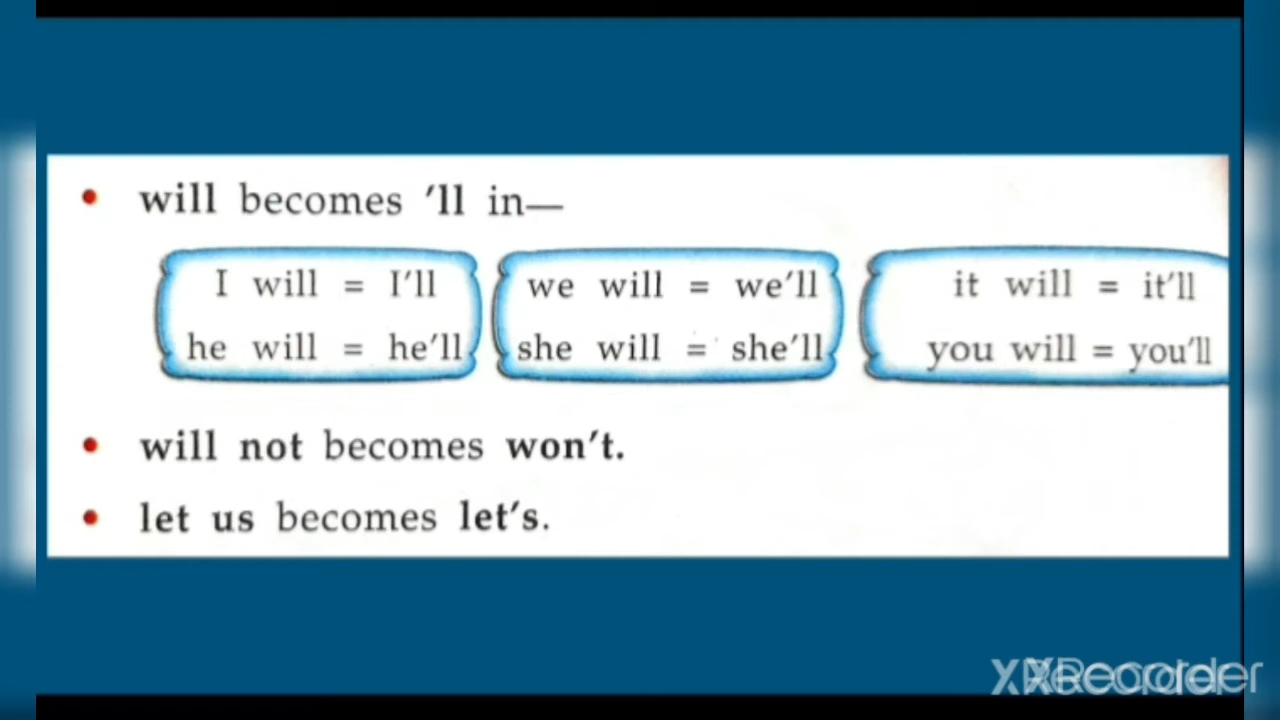 • will becomes 'll in—
I will = I'll we will = we'll it will = it'll
he will = he'll she will = she'll you will = you'll
• will not becomes won't.
• let us becomes let's.